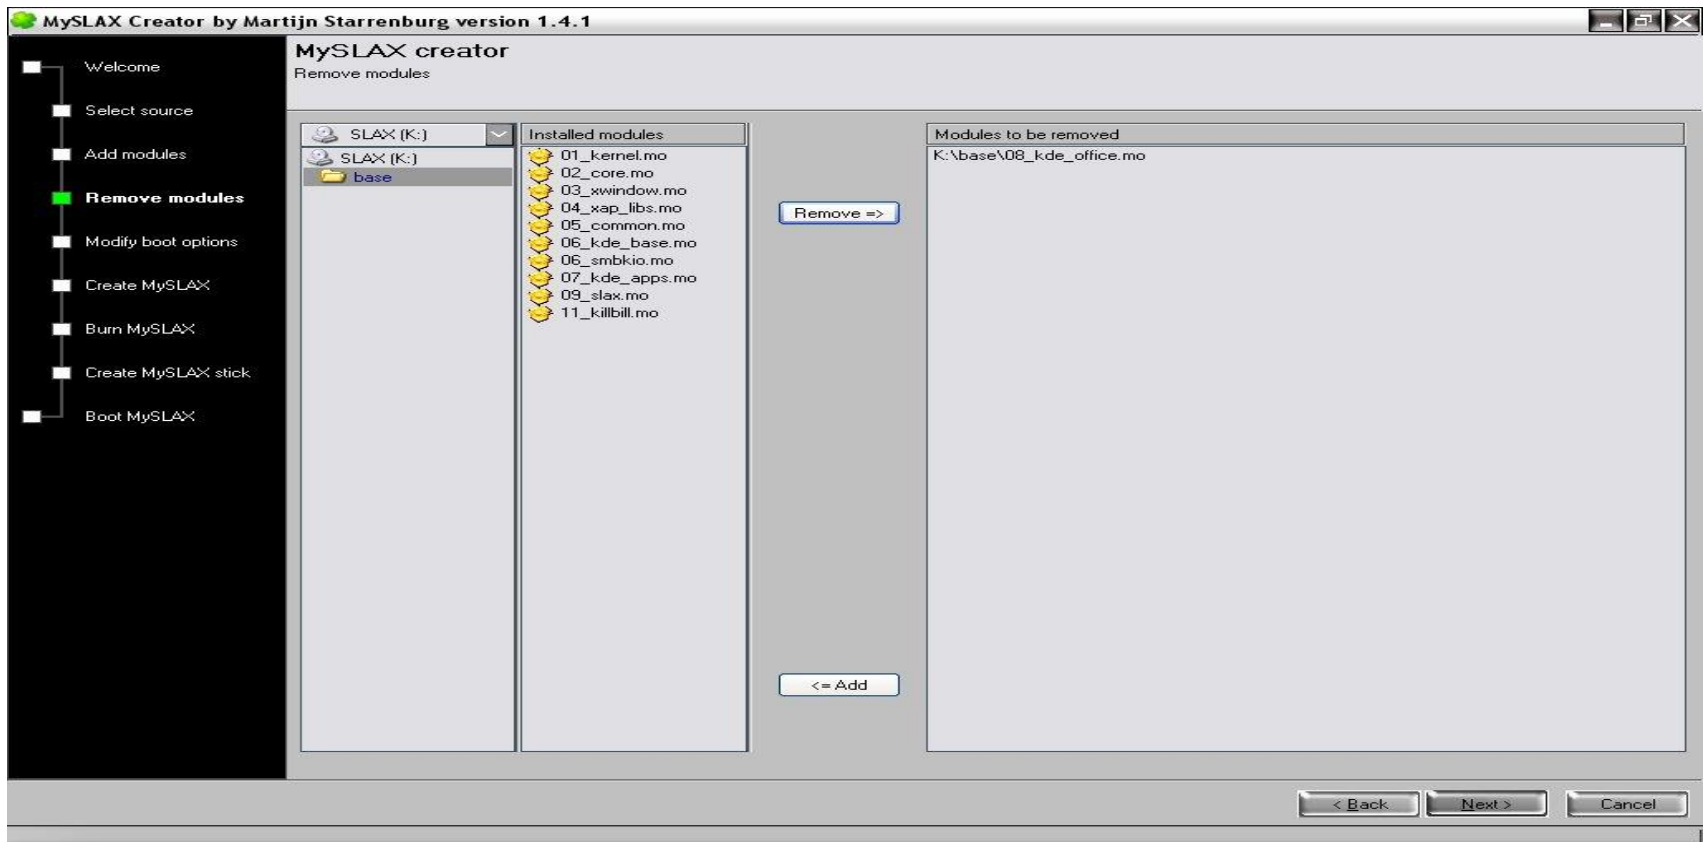 MySLAX Creator by Martijn Starrenburg version 1.4.1
Welcome
Select source
Add modules
Remove modules
Modify boot options
Create MySLAX
Burn MySLAX
Create MySLAX stick
Boot MySLAX
MySLAX creator
Remove modules
SLAX (K:)
SLAX (K:)
base
Installed modules
01_kernel.mo
02_core.mo
03_xwindow.mo
04_xap_libs.mo
05_common.mo
06_kde_base.mo
06_smbkio.mo
07_kde_apps.mo
09_slax.mo
11_killbill.mo
Remove =>
<= Add
Modules to be removed
K:\base\08_kde_office.mo
< Back
Next >
Cancel